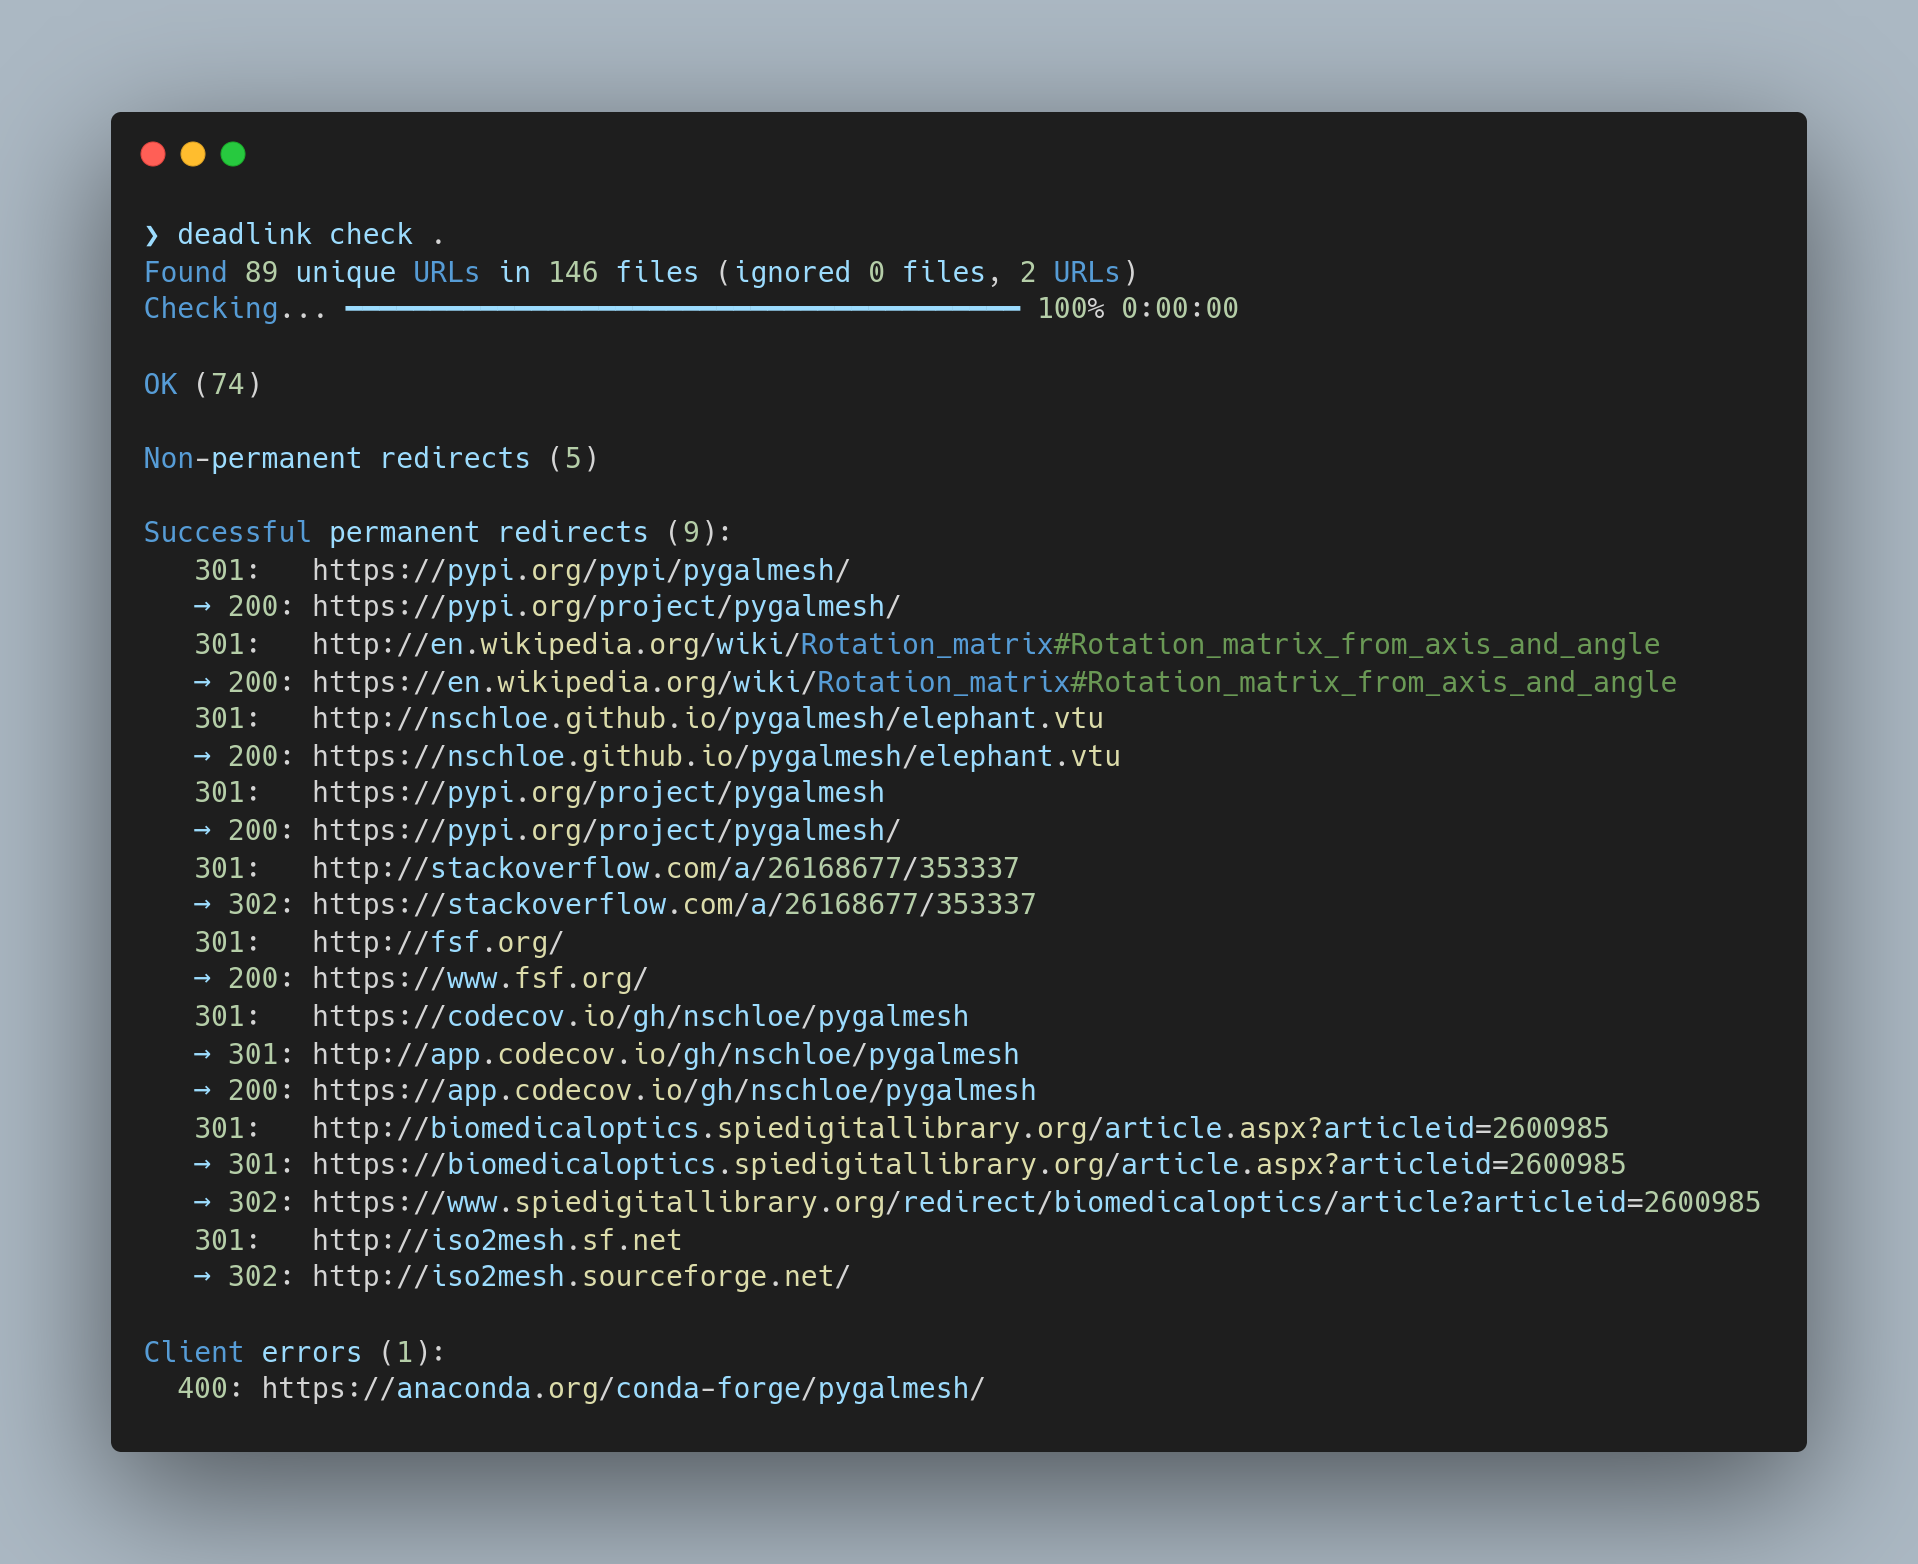 ❯ deadlink check .
Found 89 unique URLs in 146 files (ignored 0 files, 2 URLs)
Checking... ━━━━━━━━━━━━━━━━━━━━━━━━━━━━━━━━━━━━━━━━ 100% 0:00:00
OK (74)
Non-permanent redirects (5)
Successful permanent redirects (9):
   301:   https://pypi.org/pypi/pygalmesh/
   → 200: https://pypi.org/project/pygalmesh/
   301:   http://en.wikipedia.org/wiki/Rotation_matrix#Rotation_matrix_from_axis_and_angle
   → 200: https://en.wikipedia.org/wiki/Rotation_matrix#Rotation_matrix_from_axis_and_angle
   301:   http://nschloe.github.io/pygalmesh/elephant.vtu
   → 200: https://nschloe.github.io/pygalmesh/elephant.vtu
   301:   https://pypi.org/project/pygalmesh
   → 200: https://pypi.org/project/pygalmesh/
   301:   http://stackoverflow.com/a/26168677/353337
   → 302: https://stackoverflow.com/a/26168677/353337
   301:   http://fsf.org/
   → 200: https://www.fsf.org/
   301:   https://codecov.io/gh/nschloe/pygalmesh
   → 301: http://app.codecov.io/gh/nschloe/pygalmesh
   → 200: https://app.codecov.io/gh/nschloe/pygalmesh
   301:   http://biomedicaloptics.spiedigitallibrary.org/article.aspx?articleid=2600985
   → 301: https://biomedicaloptics.spiedigitallibrary.org/article.aspx?articleid=2600985
   → 302: https://www.spiedigitallibrary.org/redirect/biomedicaloptics/article?articleid=2600985
   301:   http://iso2mesh.sf.net
   → 302: http://iso2mesh.sourceforge.net/
Client errors (1):
  400: https://anaconda.org/conda-forge/pygalmesh/